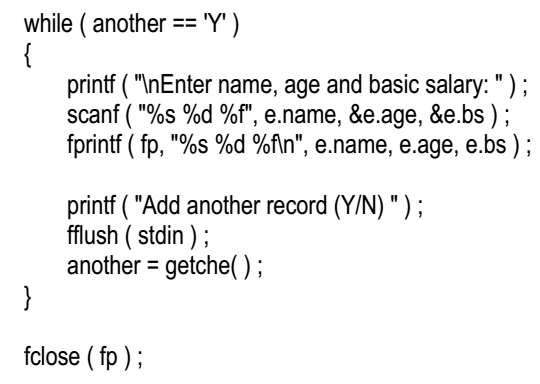 while ( another == 'Y' )
{
printf ( "\nEnter name, age and basic salary: " ) ;
scanf ( "%s %d %f", e.name, &e.age, &e.bs ) ;
fprintf ( fp, "%s %d %f\n", e.name, e.age, e.bs ) ;
printf ( "Add another record (Y/N) " ) ;
fflush ( stdin ) ;
another = getche( ) ;
}
fclose ( fp ) ;